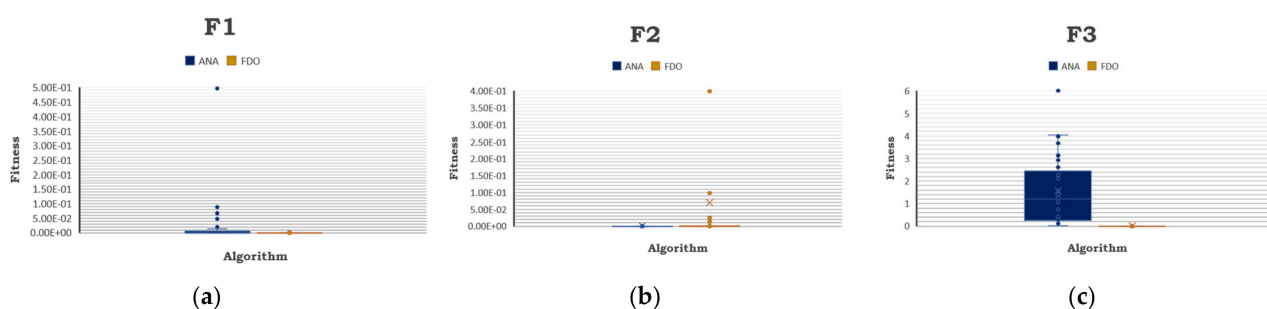 F1
ANA FDO
5.00E-01
4.50E-01
4.00E-01
3.50E-01
3.00E-01
2.50E-01
2.00E-01
1.50E-01
1.00E-01
5.00E-02
0.00E+00
Fitness
Algorithm
(a)
F2
ANA FDO
4.00E-01
3.50E-01
3.00E-01
2.50E-01
2.00E-01
1.50E-01
1.00E-01
5.00E-02
0.00E+00
Fitness
Algorithm
(b)
F3
ANA FDO
6
5
4
3
2
1
0
Fitness
Algorithm
(c)